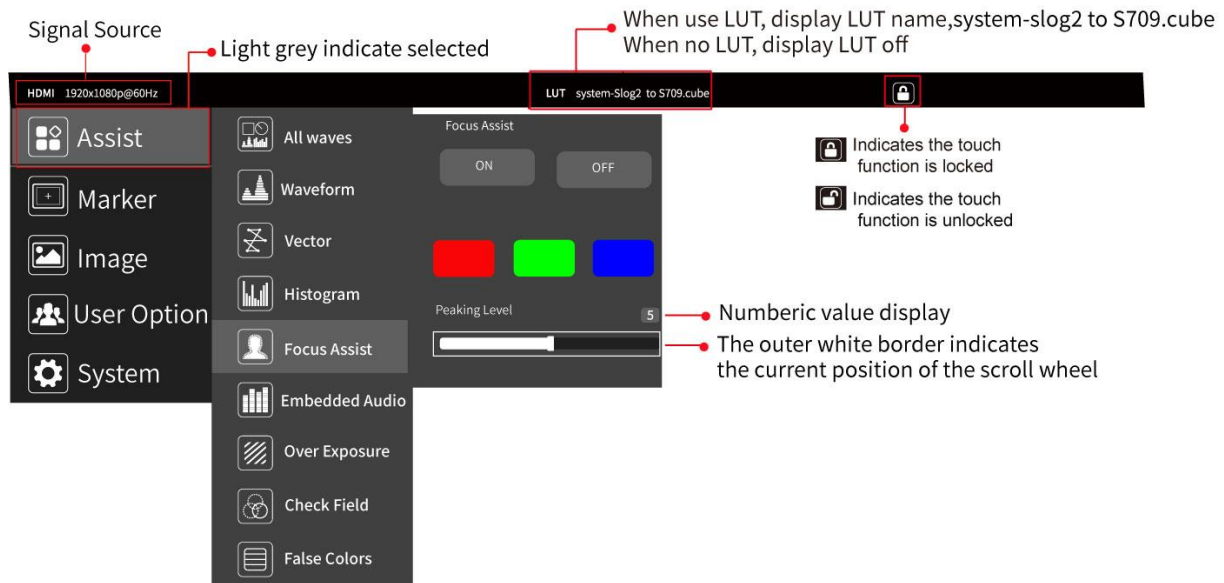 Signal Source
Light grey indicate selected
When use LUT, display LUT name,system-slog2 to S709.cube
When no LUT, display LUT off
HDMI 1920x1080p@60Hz
LUT system-Slog2 to S709.cube
Assist
Marker
Image
User Option
System
All waves
Waveform
Vector
Histogram
Focus Assist
Embedded Audio
Over Exposure
Check Field
False Colors
Focus Assist
ON OFF
Peaking Level 5
Indicates the touch
function is locked
Indicates the touch
function is unlocked
Numberic value display
The outer white border indicates
the current position of the scroll wheel